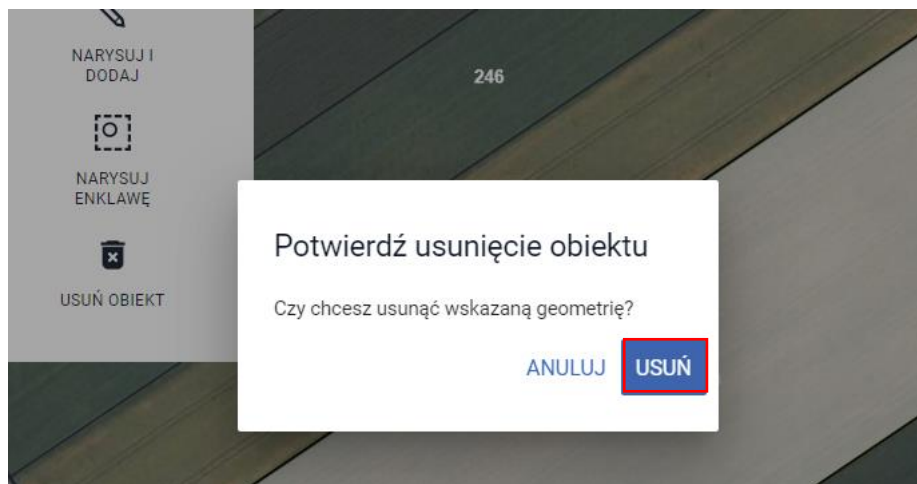 NARYSUJ I
DODAJ
246
NARYSUJ
ENKLAWĘ
USUŃ OBIEKT
Potwierdź usunięcie obiektu
Czy chcesz usunąć wskazaną geometrię?
ANULUJ USUŃ